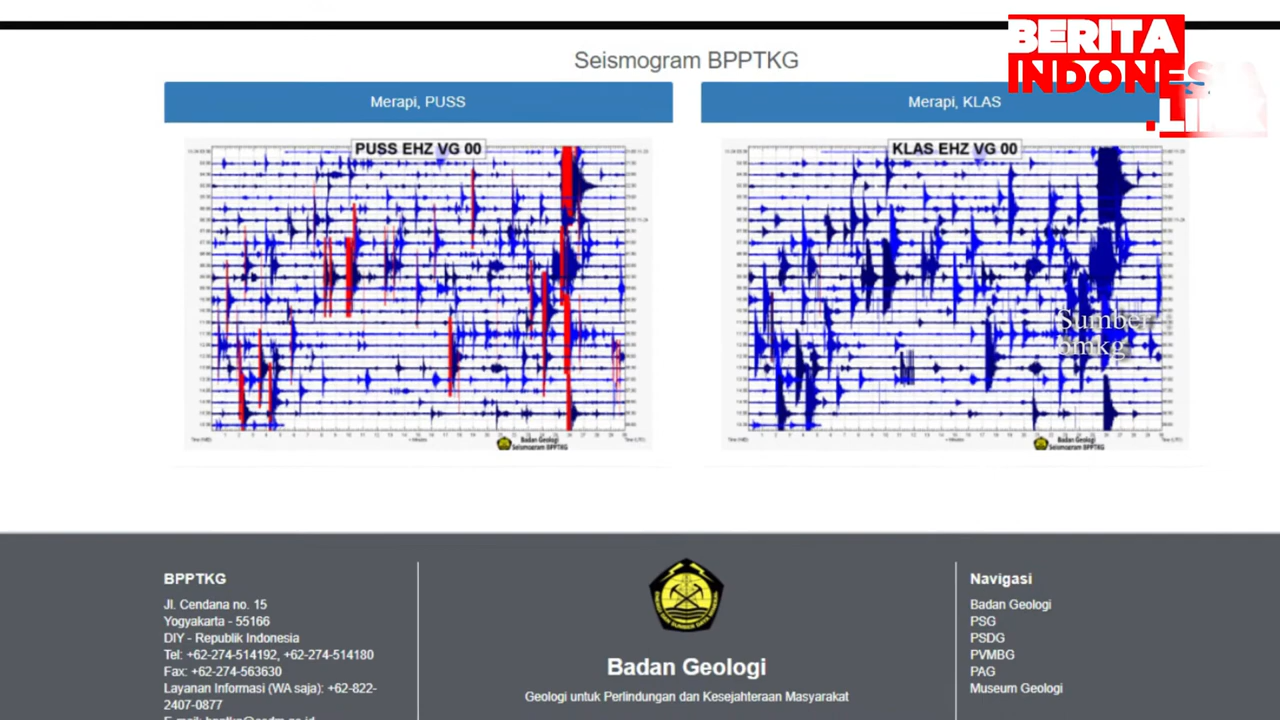 BERITA
INDONESIA
Seismogram BPPTKG
Merapi, PUSS
Merapi, KLAS
PUSS EHZ VG 00
KLAS EHZ VG 00
Sumber
bmkg
Badan Geologi
Seismogram BPPTKG
Badan Geologi
Seismogram BPPTKG
BPPTKG
Jl. Cendana no. 15
Yogyakarta - 55166
DIY - Republik Indonesia
Tel: +62-274-514192, +62-274-514180
Fax: +62-274-563630
Layanan Informasi (WA saja): +62-822-
2407-0877
Badan Geologi
Geologi untuk Perlindungan dan Kesejahteraan Masyarakat
Navigasi
Badan Geologi
PSG
PSDG
PVMBG
PAG
Museum Geologi